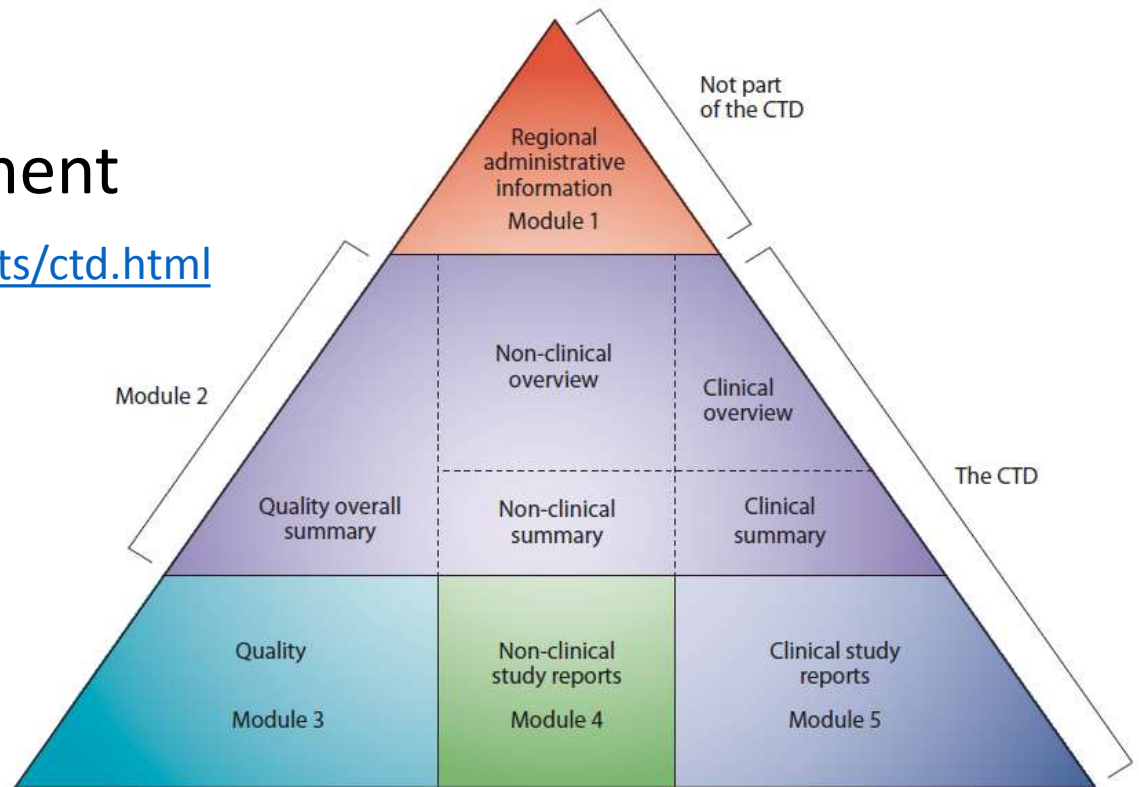 nent
ts/ctd.html
Not part
of the CTD
Regional
administrative
information
Module 1
Module 2
Non-clinical
overview
Clinical
overview
The CTD
Quality overall
summary
Non-clinical
summary
Clinical
summary
Quality
Module 3
Non-clinical
study reports
Module 4
Clinical study
reports
Module 5